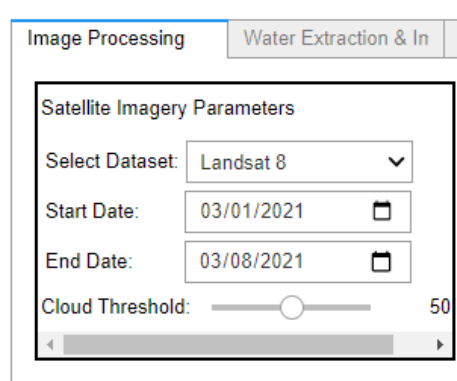 Image Processing
Water Extraction & In
Satellite Imagery Parameters
Select Dataset: Landsat 8
Start Date: 03/01/2021
End Date: 03/08/2021
Cloud Threshold: 50